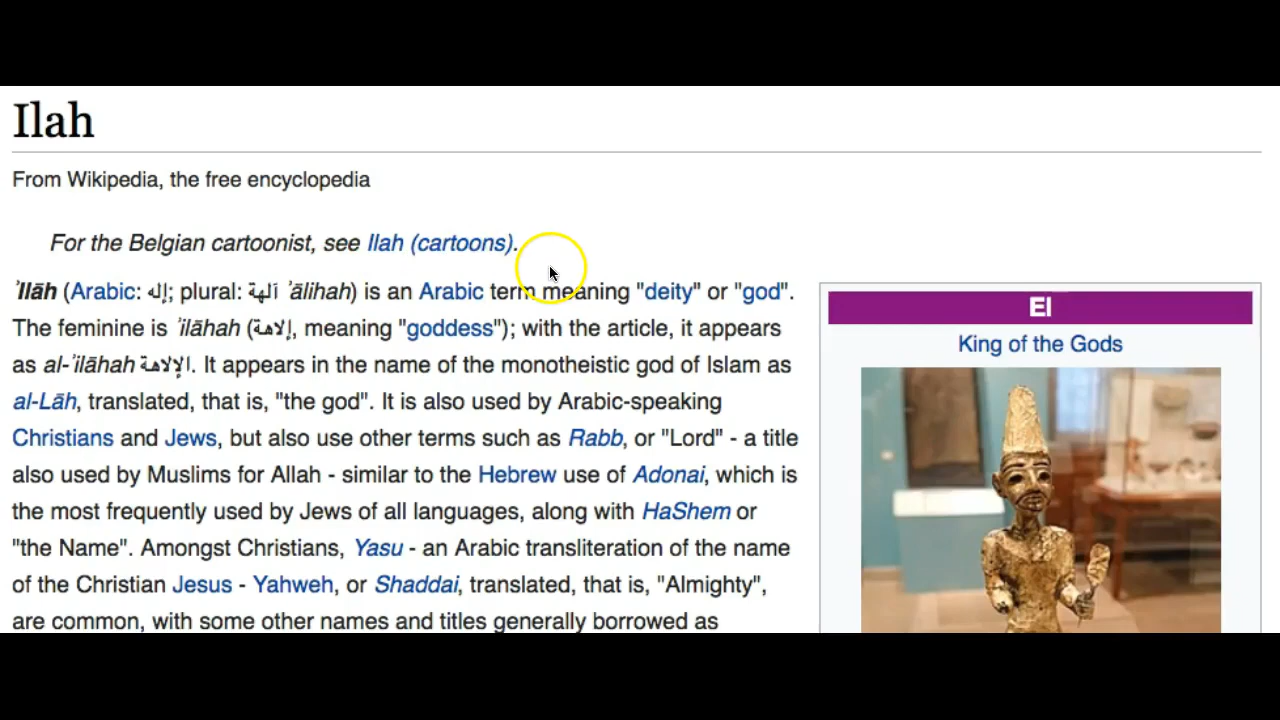 Ilah
From Wikipedia, the free encyclopedia
For the Belgian cartoonist, see Ilah (cartoons).
ʾIlāh (Arabic: إله; plural: آلهة ʾālihah) is an Arabic term meaning "deity" or "god".
The feminine is ʾilāhah (إلاهة, meaning "goddess"); with the article, it appears
as al-ʾilāhah الإلاهة. It appears in the name of the monotheistic god of Islam as
al-Lāh, translated, that is, "the god". It is also used by Arabic-speaking
Christians and Jews, but also use other terms such as Rabb, or "Lord" - a title
also used by Muslims for Allah - similar to the Hebrew use of Adonai, which is
the most frequently used by Jews of all languages, along with HaShem or
"the Name". Amongst Christians, Yasu - an Arabic transliteration of the name
of the Christian Jesus - Yahweh, or Shaddai, translated, that is, "Almighty",
are common, with some other names and titles generally borrowed as
El
King of the Gods